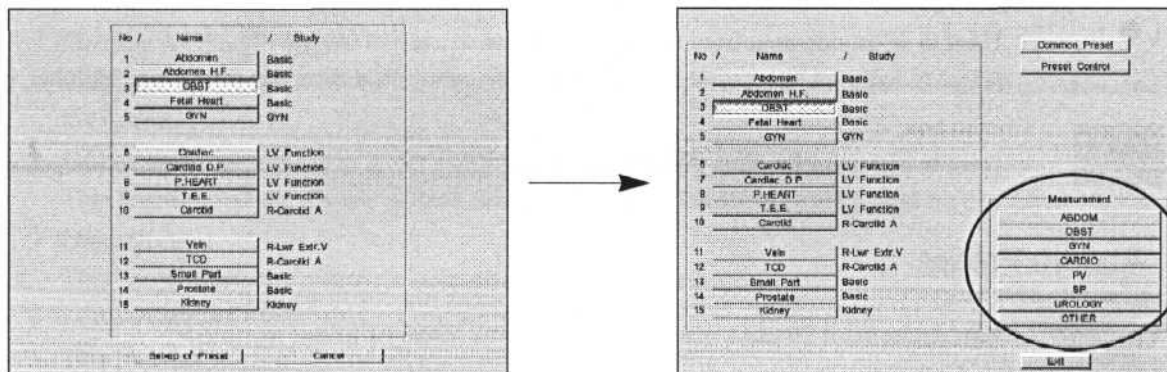 No / Name / Study
1 Abdomen Basic
2 Abdomen H.F. Basic
3 OBST Basic
4 Fetal Heart Basic
5 GYN GYN
6 Cardiac LV Function
7 Cardiac D.P LV Function
8 P.HEART LV Function
9 T.E.E. LV Function
10 Carotid R-Carotid A
11 Vein R-Lwr Extr.V
12 TCD R-Carotid A
13 Small Part Basic
14 Prostate Basic
15 Kidney Kidney
Set-up of Preset Cancel
No / Name / Study
1 Abdomen Basic
2 Abdomen H.F. Basic
3 OBST Basic
4 Fetal Heart Basic
5 GYN GYN
6 Cardiac LV Function
7 Cardiac D.P LV Function
8 P.HEART LV Function
9 T.E.E. LV Function
10 Carotid R-Carotid A
11 Vein R-Lwr Extr.V
12 TCD R-Carotid A
13 Small Part Basic
14 Prostate Basic
15 Kidney Kidney
Common Preset
Preset Control
Measurement
ABDOM
OBST
GYN
CARDIO
PV
SP
UROLOGY
OTHER
Exit